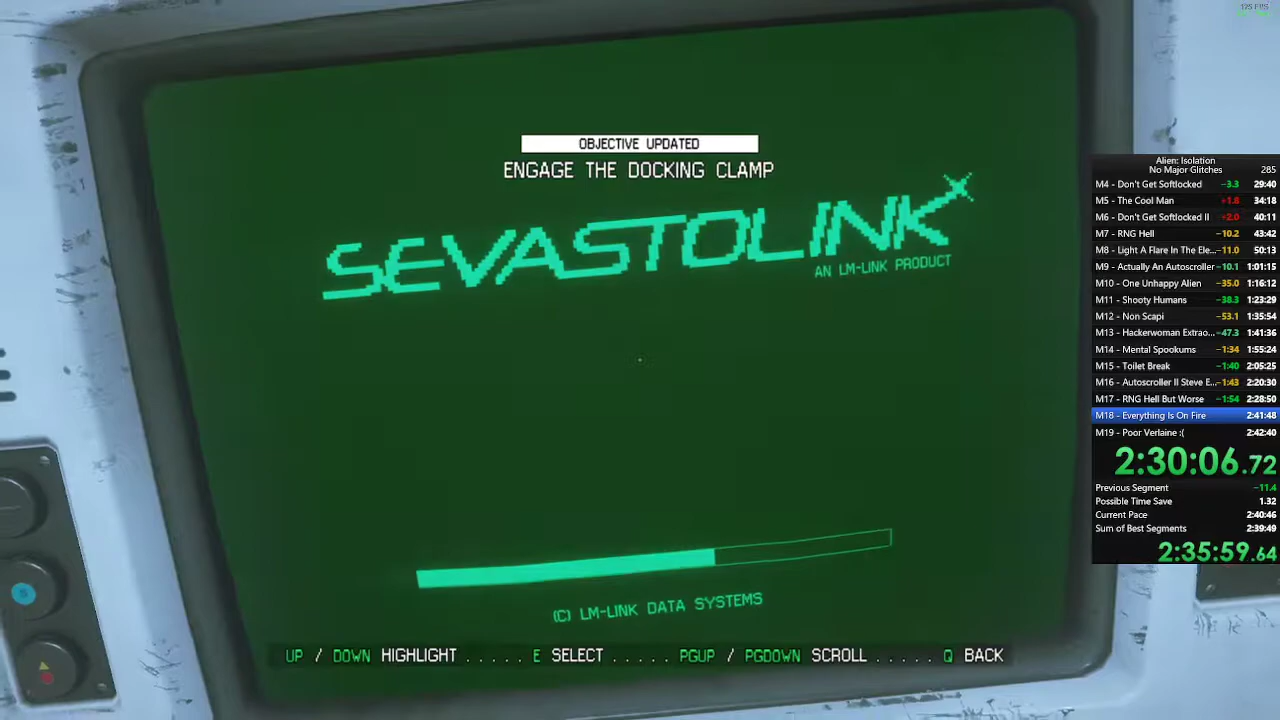 175 FPS
OBJECTIVE UPDATED
ENGAGE THE DOCKING CLAMP
SEVASTOLINK
AN LM-LINK PRODUCT
(C) LM-LINK DATA SYSTEMS
UP / DOWN HIGHLIGHT ..... E SELECT ..... PGUP / PGDOWN SCROLL ..... Q BACK
Alien: Isolation
No Major Glitches 285
M4 - Don't Get Softlocked -3.3 29:40
M5 - The Cool Man +1.8 34:18
M6 - Don't Get Softlocked II +2.0 40:11
M7 - RNG Hell -10.2 43:42
M8 - Light A Flare In The Ele... -11.0 50:13
M9 - Actually An Autoscroller -10.1 1:01:15
M10 - One Unhappy Alien -35.0 1:16:12
M11 - Shooty Humans -38.3 1:23:29
M12 - Non Scapi -53.1 1:35:54
M13 - Hackerwoman Extrao... -47.3 1:41:36
M14 - Mental Spookums -1:34 1:55:24
M15 - Toilet Break -1:40 2:05:25
M16 - Autoscroller II Steve E... -1:43 2:20:30
M17 - RNG Hell But Worse -1:54 2:28:50
M18 - Everything Is On Fire 2:41:48
M19 - Poor Verlaine :( 2:42:40
2:30:06.72
Previous Segment -11.4
Possible Time Save 1.32
Current Pace 2:40:46
Sum of Best Segments 2:39:49
2:35:59.64